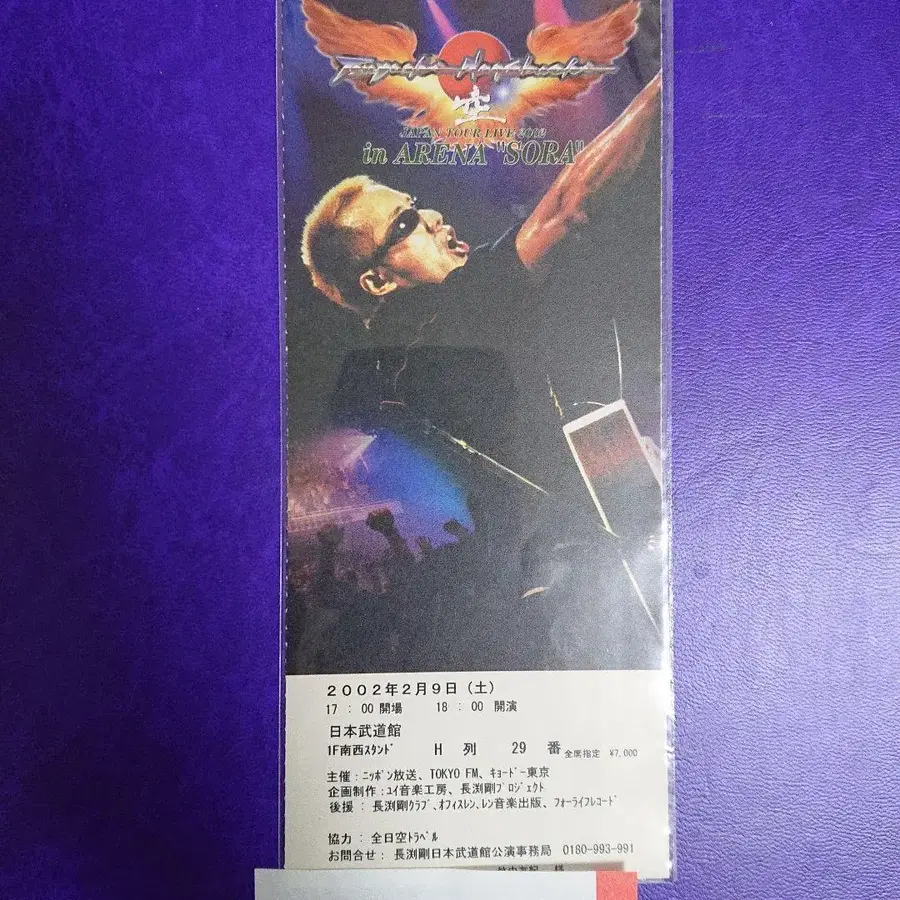 Tsuyoshi Nagabuchi
空
JAPAN TOUR LIVE 2002
in ARENA "SORA"
2002年2月9日(土)
17:00開場 18:00 開演
日本武道館
1F南西スタンド H 列 29 番 全席指定 ¥7,000
主催:ニッポン放送、TOKYO FM、キョードー東京
企画制作:ユイ音楽工房、長渕剛プロジェクト
後援:長渕剛クラブ、オフィスレン、レン音楽出版、フォーライフレコード
協力:全日空トラベル
お問合せ:長渕剛日本武道館公演事務局 0180-993-991